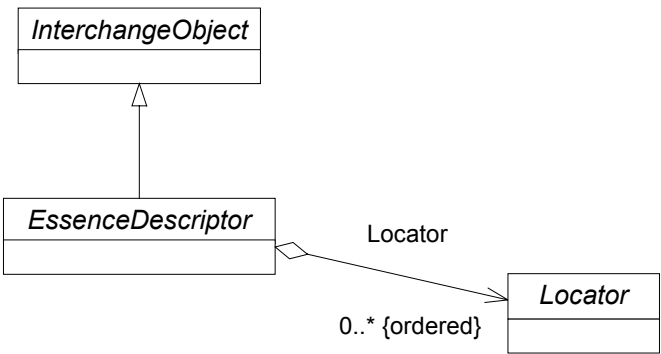 InterchangeObject
EssenceDescriptor
Locator
Locator
0..* {ordered}